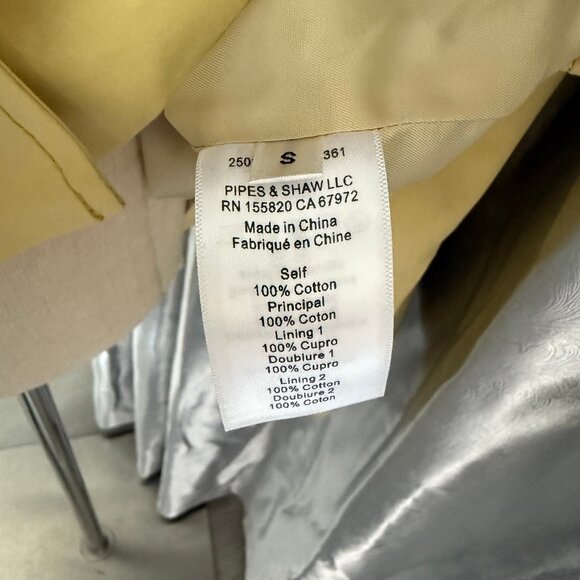 250 S 361
PIPES & SHAW LLC
RN 155820 CA 67972
Made in China
Fabriqué en Chine
Self
100% Cotton
Principal
100% Coton
Lining 1
100% Cupro
Doublure 1
100% Cupro
Lining 2
100% Cotton
Doublure 2
100% Coton